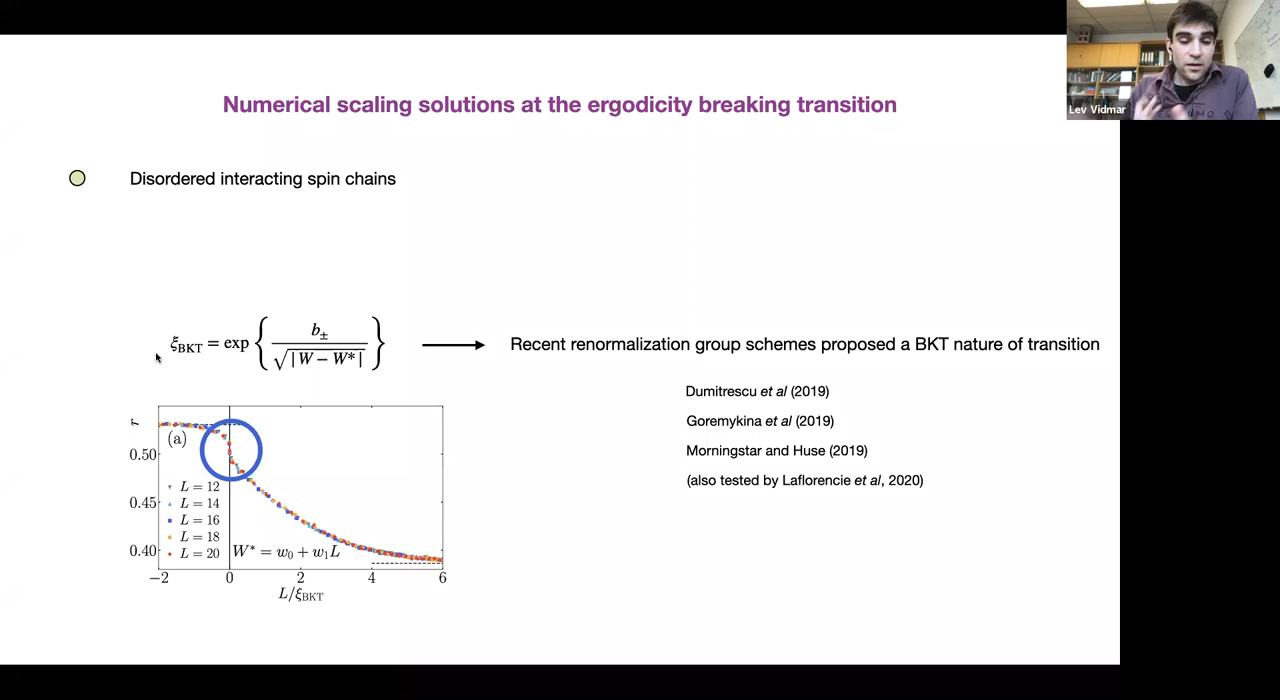 Lev Vidmar
Numerical scaling solutions at the ergodicity breaking transition
Disordered interacting spin chains
ξ_BKT = exp { b_± / √|W − W*| }
Recent renormalization group schemes proposed a BKT nature of transition
Dumitrescu et al (2019)
Goremykina et al (2019)
Morningstar and Huse (2019)
(also tested by Laflorencie et al, 2020)
r
(a)
0.50
0.45
0.40
L = 12
L = 14
L = 16
L = 18
L = 20
W* = w₀ + w₁L
−2 0 2 4 6
L/ξ_BKT